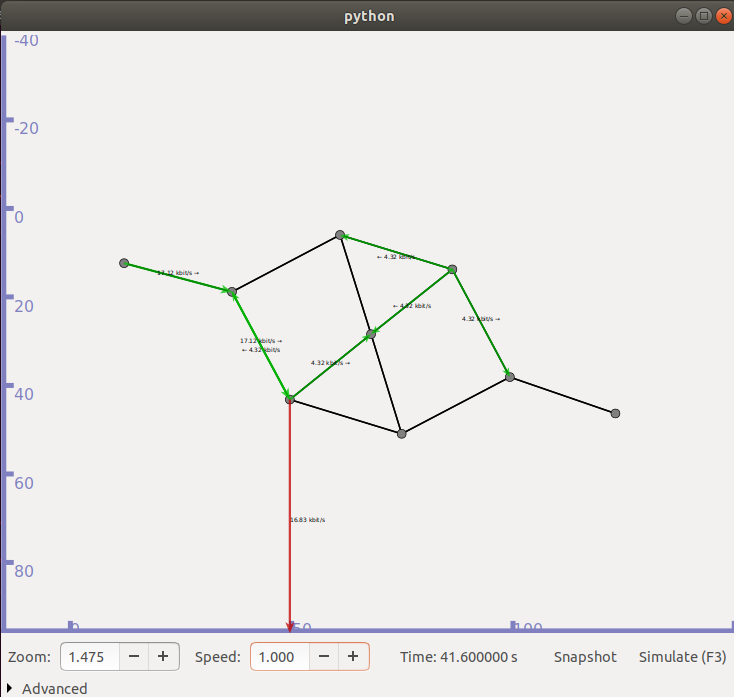 python
-40
-20
0
← 4.32 kbit/s
17.12 kbit/s →
20
← 4.32 kbit/s
4.32 kbit/s →
17.12 kbit/s →
← 4.32 kbit/s
4.32 kbit/s →
40
60
16.83 kbit/s
80
0
50
100
Zoom: 1.475 − + Speed: 1.000 − + Time: 41.600000 s Snapshot Simulate (F3)
Advanced